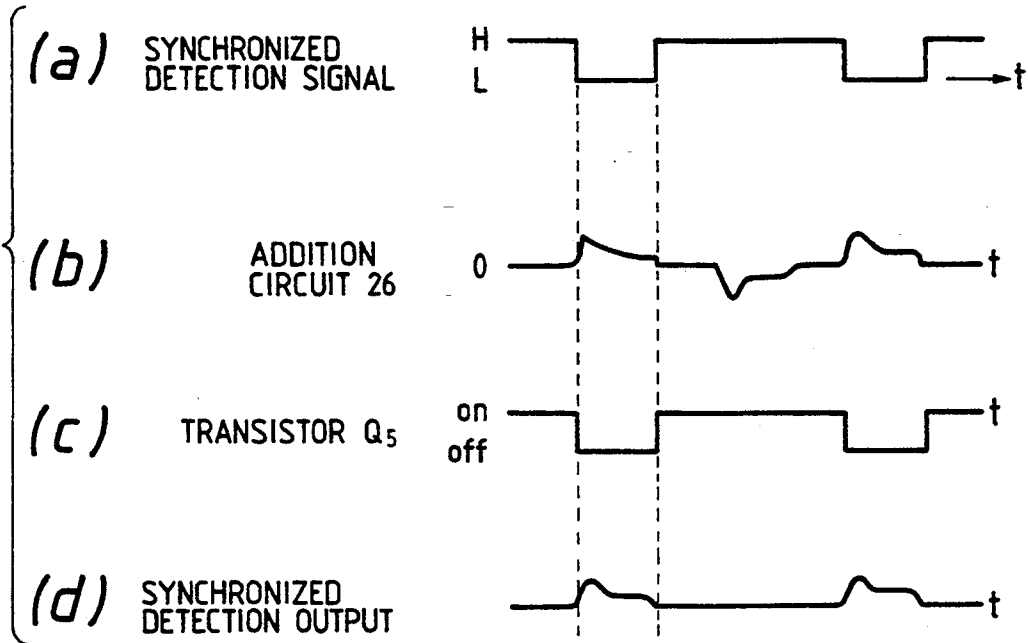 (a) SYNCHRONIZED
DETECTION SIGNAL
H
L
t
(b) ADDITION
CIRCUIT 26
0
t
(c) TRANSISTOR Q5
on
off
t
(d) SYNCHRONIZED
DETECTION OUTPUT
t